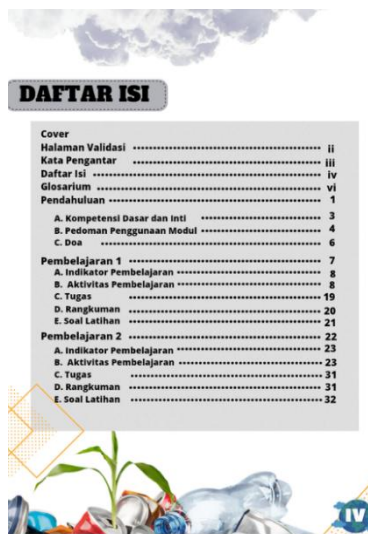 DAFTAR ISI
Cover
Halaman Validasi ii
Kata Pengantar iii
Daftar Isi iv
Glosarium vi
Pendahuluan 1
A. Kompetensi Dasar dan Inti 3
B. Pedoman Penggunaan Modul 4
C. Doa 6
Pembelajaran 1 7
A. Indikator Pembelajaran 8
B. Aktivitas Pembelajaran 8
C. Tugas 19
D. Rangkuman 20
E. Soal Latihan 21
Pembelajaran 2 22
A. Indikator Pembelajaran 23
B. Aktivitas Pembelajaran 23
C. Tugas 31
D. Rangkuman 31
E. Soal Latihan 32
IV